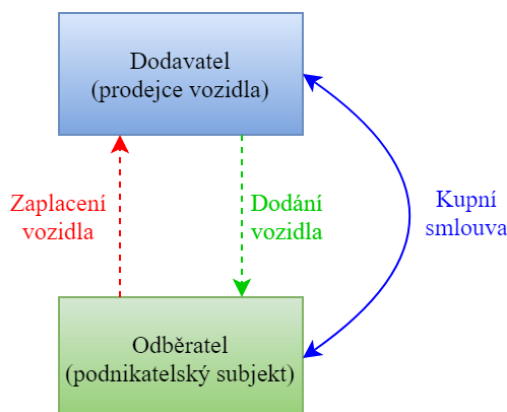 Dodavatel
(prodejce vozidla)
Zaplacení
vozidla
Dodání
vozidla
Kupní
smlouva
Odběratel
(podnikatelský subjekt)